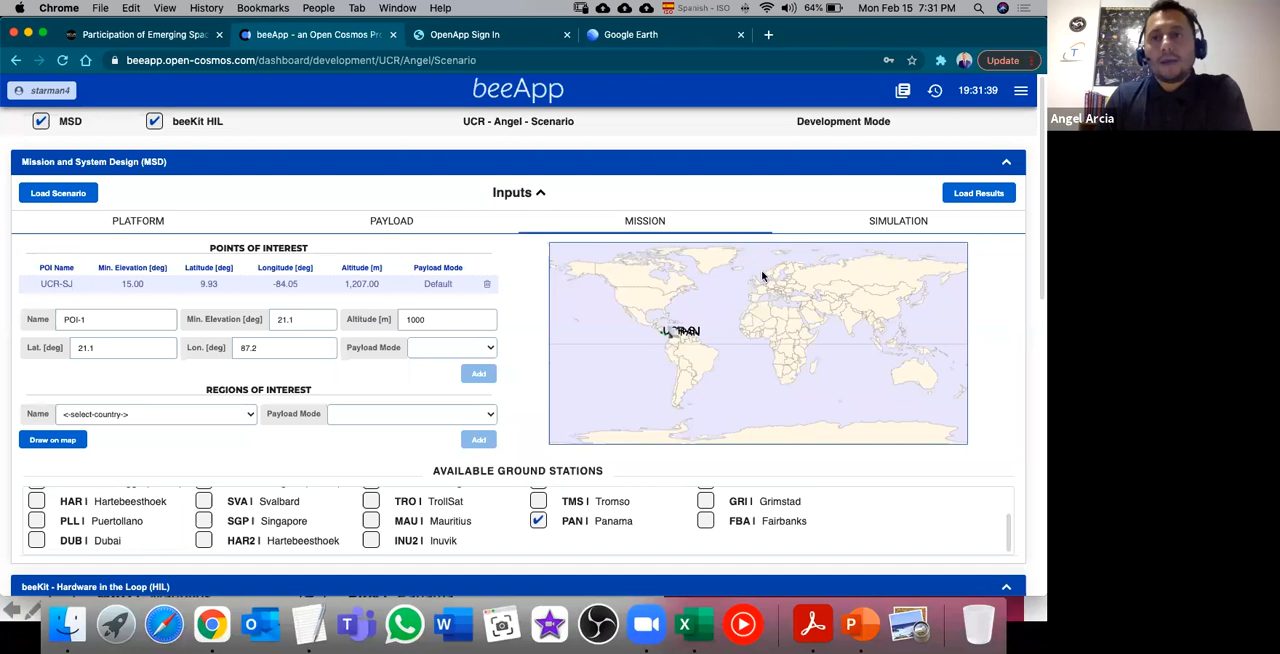 Chrome File Edit View History Bookmarks People Tab Window Help Spanish - ISO 64% Mon Feb 15 7:31 PM
Participation of Emerging Spac × beeApp - an Open Cosmos Pr × OpenApp Sign In × Google Earth × +
beeapp.open-cosmos.com/dashboard/development/UCR/Angel/Scenario Update
starman4 beeApp 19:31:39
Angel Arcia
MSD beeKit HIL UCR - Angel - Scenario Development Mode
Mission and System Design (MSD)
Load Scenario Inputs Load Results
PLATFORM PAYLOAD MISSION SIMULATION
POINTS OF INTEREST
POI Name Min. Elevation [deg] Latitude [deg] Longitude [deg] Altitude [m] Payload Mode
UCR-SJ 15.00 9.93 -84.05 1,207.00 Default
Name POI-1 Min. Elevation [deg] 21.1 Altitude [m] 1000
Lat. [deg] 21.1 Lon. [deg] 87.2 Payload Mode
Add
REGIONS OF INTEREST
Name <-select-country-> Payload Mode
Draw on map Add
AVAILABLE GROUND STATIONS
HAR | Hartebeesthoek SVA | Svalbard TRO | TrollSat TMS | Tromso GRI | Grimstad
PLL | Puertollano SGP | Singapore MAU | Mauritius PAN | Panama FBA | Fairbanks
DUB | Dubai HAR2 | Hartebeesthoek INU2 | Inuvik
beeKit - Hardware in the Loop (HIL)